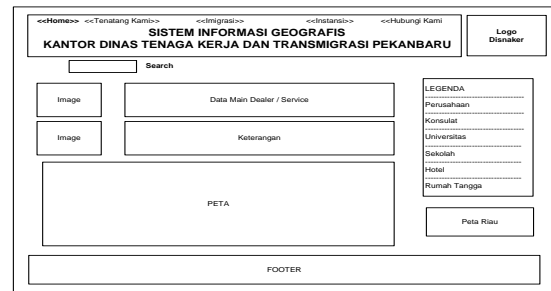 <<Home>> <<Tenatang Kami>> <<Imigrasi>> <<Instansi>> <<Hubungi Kami
SISTEM INFORMASI GEOGRAFIS
KANTOR DINAS TENAGA KERJA DAN TRANSMIGRASI PEKANBARU
Logo
Disnaker
Search
Image
Data Main Dealer / Service
Image
Keterangan
LEGENDA
Perusahaan
Konsulat
Universitas
Sekolah
Hotel
Rumah Tangga
PETA
Peta Riau
FOOTER